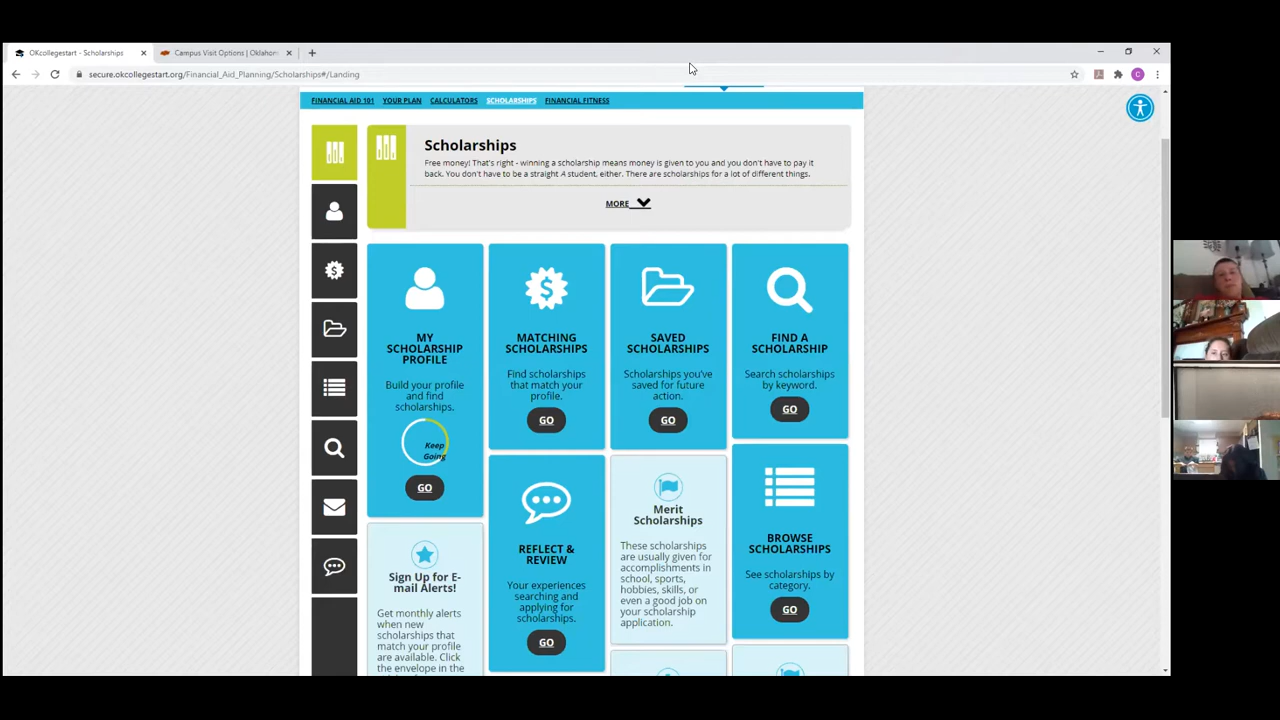 OKcollegestart - Scholarships
Campus Visit Options | Oklahom
secure.okcollegestart.org/Financial_Aid_Planning/Scholarships#/Landing
C
FINANCIAL AID 101 YOUR PLAN CALCULATORS SCHOLARSHIPS FINANCIAL FITNESS
Scholarships
Free money! That's right - winning a scholarship means money is given to you and you don't have to pay it
back. You don't have to be a straight A student, either. There are scholarships for a lot of different things.
MORE
MY
SCHOLARSHIP
PROFILE
Build your profile
and find
scholarships.
Keep
Going
GO
MATCHING
SCHOLARSHIPS
Find scholarships
that match your
profile.
GO
SAVED
SCHOLARSHIPS
Scholarships you've
saved for future
action.
GO
FIND A
SCHOLARSHIP
Search scholarships
by keyword.
GO
REFLECT &
REVIEW
Your experiences
searching and
applying for
scholarships.
GO
Merit
Scholarships
These scholarships
are usually given for
accomplishments in
school, sports,
hobbies, skills, or
even a good job on
your scholarship
application.
BROWSE
SCHOLARSHIPS
See scholarships by
category.
GO
Sign Up for E-
mail Alerts!
Get monthly alerts
when new
scholarships that
match your profile
are available. Click
the envelope in the